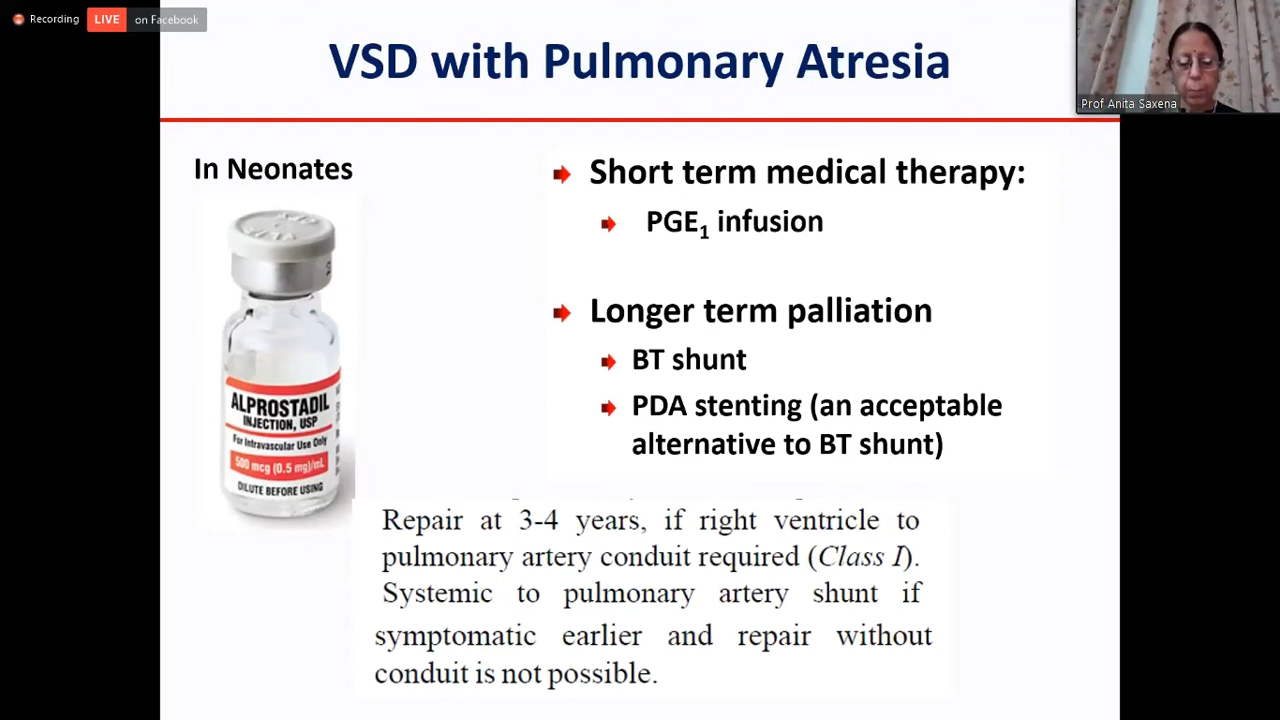 Recording
LIVE
on Facebook
VSD with Pulmonary Atresia
Prof Anita Saxena
In Neonates
ALPROSTADIL
INJECTION, USP
For Intravascular Use Only
500 mcg (0.5 mg)/mL
DILUTE BEFORE USING
Short term medical therapy:
PGE₁ infusion
Longer term palliation
BT shunt
PDA stenting (an acceptable
alternative to BT shunt)
Repair at 3-4 years, if right ventricle to
pulmonary artery conduit required (Class I).
Systemic to pulmonary artery shunt if
symptomatic earlier and repair without
conduit is not possible.